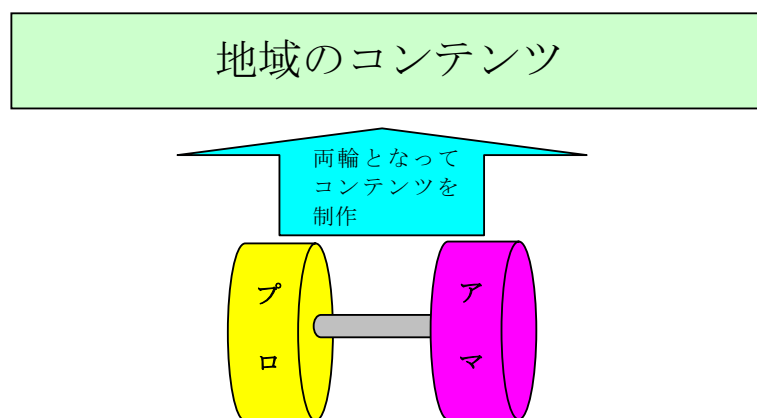 地域のコンテンツ
両輪となって
コンテンツを
制作
プロ
アマ